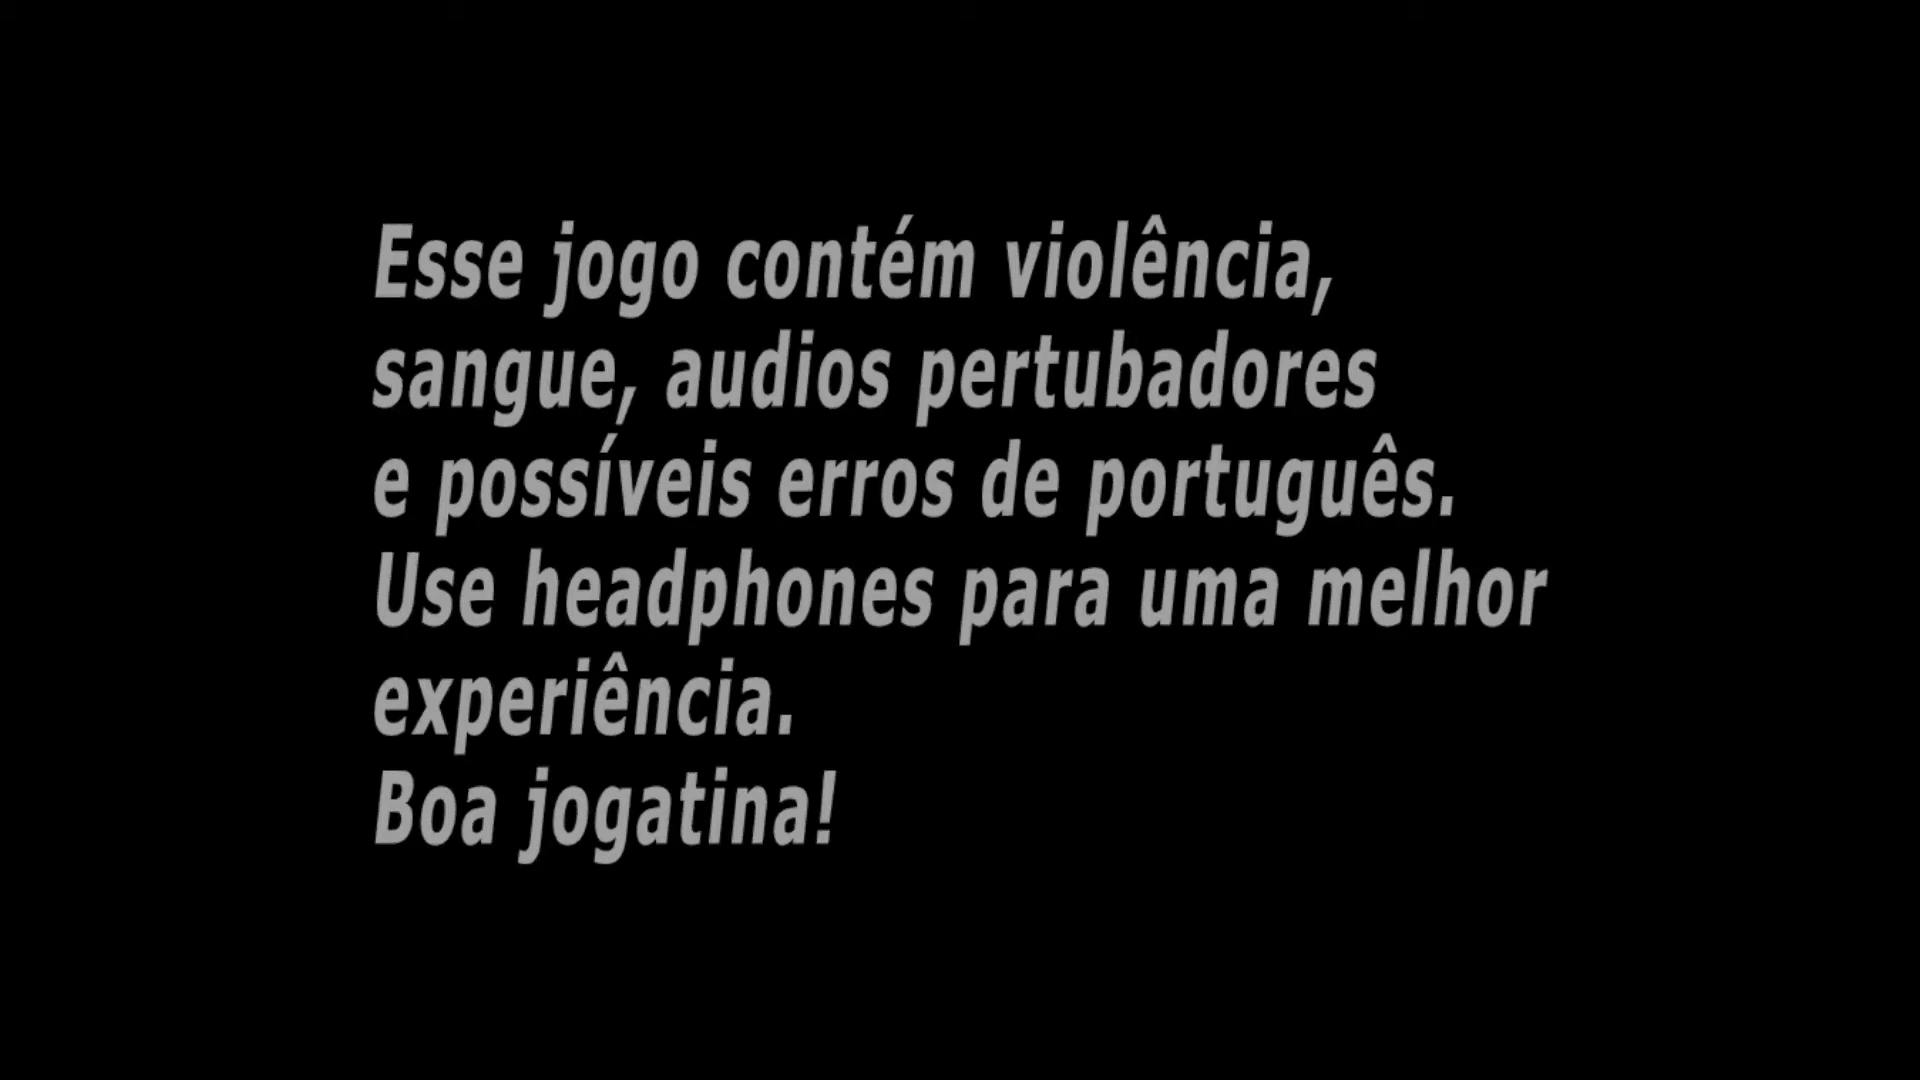 Esse jogo contém violência,
sangue, audios pertubadores
e possíveis erros de português.
Use headphones para uma melhor
experiência.
Boa jogatina!